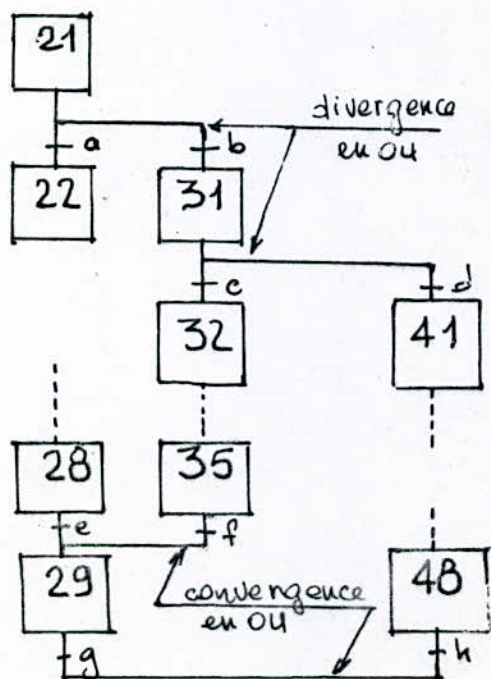 21
divergence
en OU
a b
22 31
c d
32 41
28 35
e f
29 convergence 48
en OU
g h